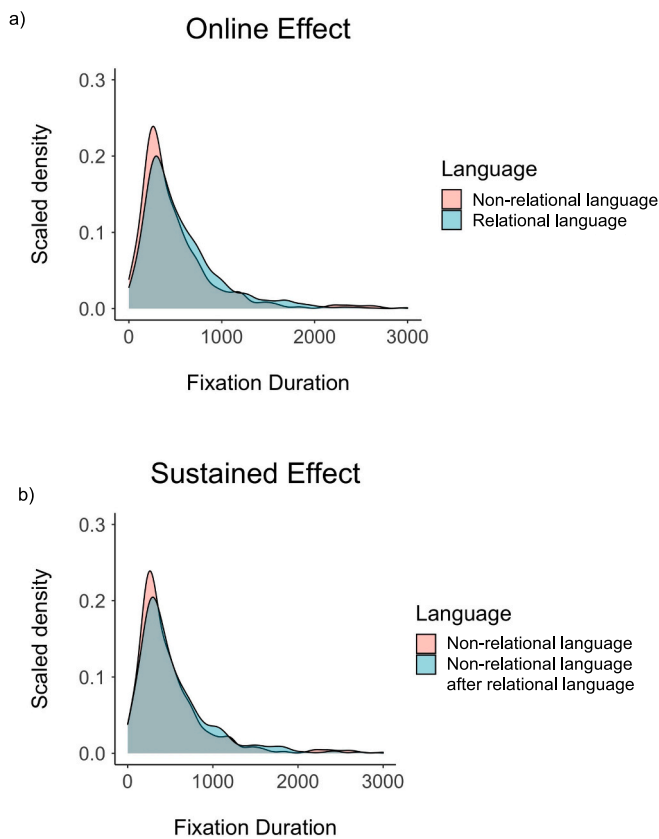 a)
Online Effect
0.3
0.2
0.1
0.0
Scaled density
0
1000
2000
3000
Fixation Duration
Language
Non-relational language
Relational language
b)
Sustained Effect
0.3
0.2
0.1
0.0
Scaled density
0
1000
2000
3000
Fixation Duration
Language
Non-relational language
Non-relational language
after relational language